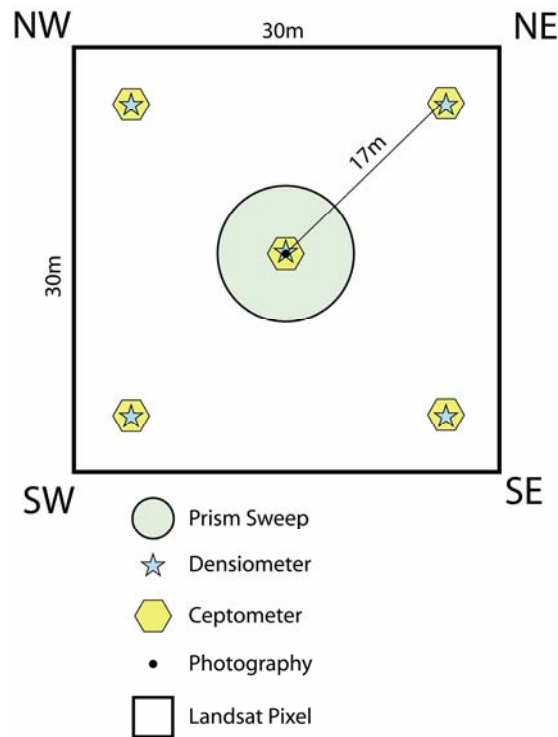 NW
30m
NE
17m
30m
SW
SE
Prism Sweep
Densiometer
Ceptometer
Photography
Landsat Pixel